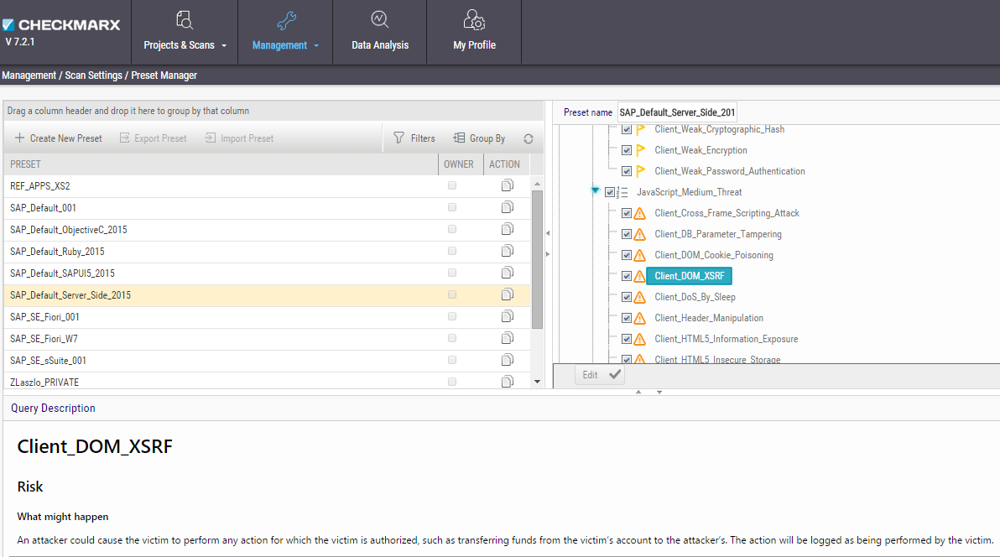 CHECKMARX
V 7.2.1
Projects & Scans
Management
Data Analysis
My Profile
Management / Scan Settings / Preset Manager
Drag a column header and drop it here to group by that column
Create New Preset
Export Preset
Import Preset
Filters
Group By
PRESET
OWNER
ACTION
REF_APPS_XS2
SAP_Default_001
SAP_Default_ObjectiveC_2015
SAP_Default_Ruby_2015
SAP_Default_SAPUI5_2015
SAP_Default_Server_Side_2015
SAP_SE_Fiori_001
SAP_SE_Fiori_W7
SAP_SE_sSuite_001
ZLaszlo_PRIVATE
Preset name SAP_Default_Server_Side_201
Client_Weak_Cryptographic_Hash
Client_Weak_Encryption
Client_Weak_Password_Authentication
JavaScript_Medium_Threat
Client_Cross_Frame_Scripting_Attack
Client_DB_Parameter_Tampering
Client_DOM_Cookie_Poisoning
Client_DOM_XSRF
Client_DoS_By_Sleep
Client_Header_Manipulation
Client_HTML5_Information_Exposure
Client_HTML5_Insecure_Storage
Edit
Query Description
Client_DOM_XSRF
Risk
What might happen
An attacker could cause the victim to perform any action for which the victim is authorized, such as transferring funds from the victim's account to the attacker's. The action will be logged as being performed by the victim.